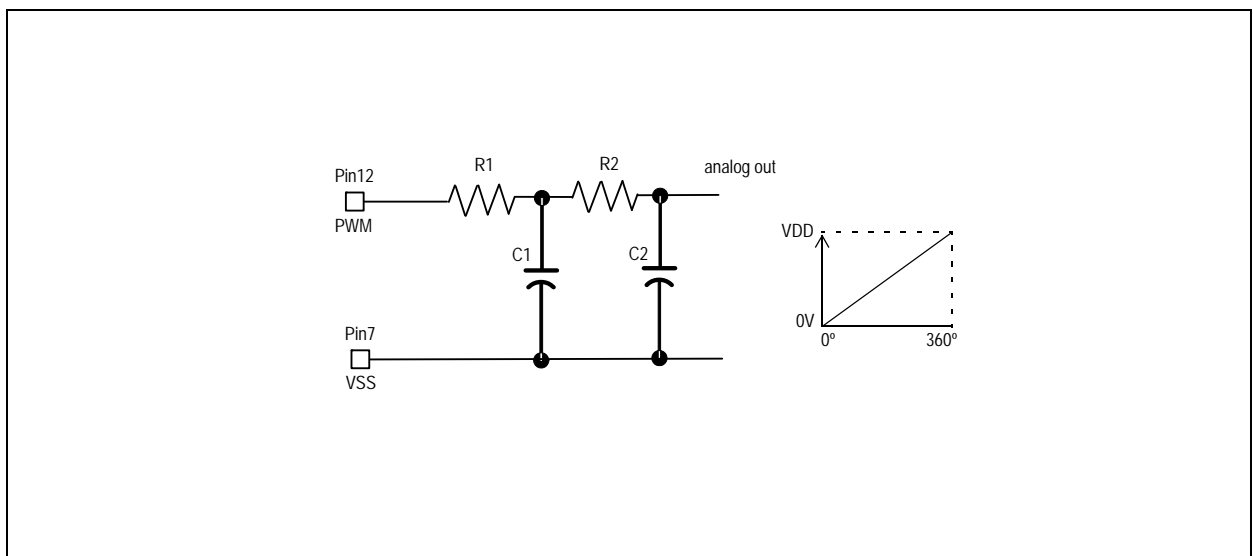 R1
R2
analog out
Pin12
PWM
C1
C2
VDD
0V
0º
360º
Pin7
VSS